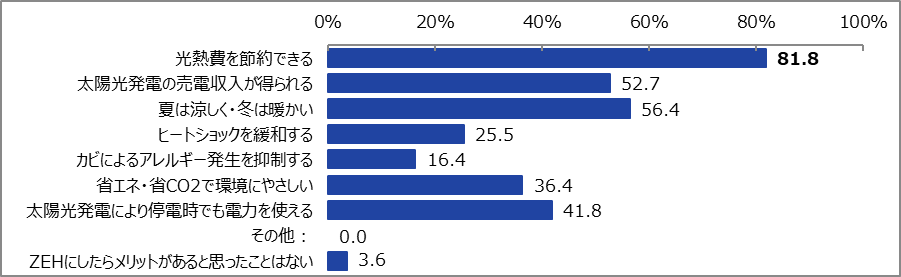 0% 20% 40% 60% 80% 100%
光熱費を節約できる 81.8
太陽光発電の売電収入が得られる 52.7
夏は涼しく・冬は暖かい 56.4
ヒートショックを緩和する 25.5
カビによるアレルギー発生を抑制する 16.4
省エネ・省CO2で環境にやさしい 36.4
太陽光発電により停電時でも電力を使える 41.8
その他： 0.0
ZEHにしたらメリットがあると思ったことはない 3.6